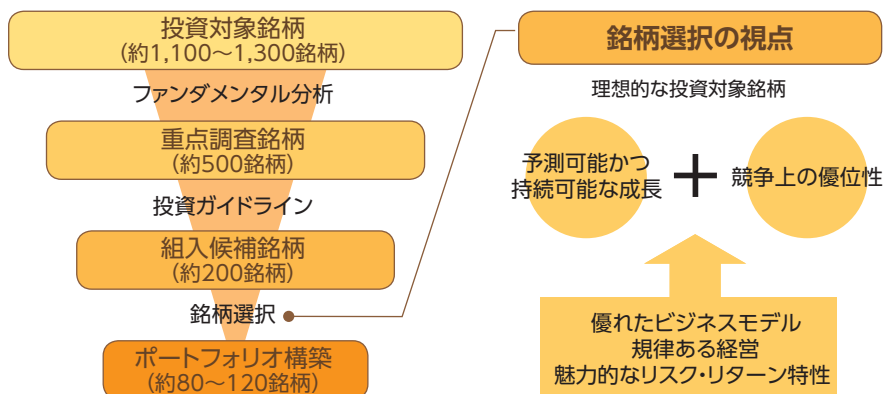 投資対象銘柄
(約1,100～1,300銘柄)
ファンダメンタル分析
重点調査銘柄
(約500銘柄)
投資ガイドライン
組入候補銘柄
(約200銘柄)
銘柄選択
ポートフォリオ構築
(約80～120銘柄)
銘柄選択の視点
理想的な投資対象銘柄
予測可能かつ
持続可能な成長
+
競争上の優位性
優れたビジネスモデル
規律ある経営
魅力的なリスク・リターン特性